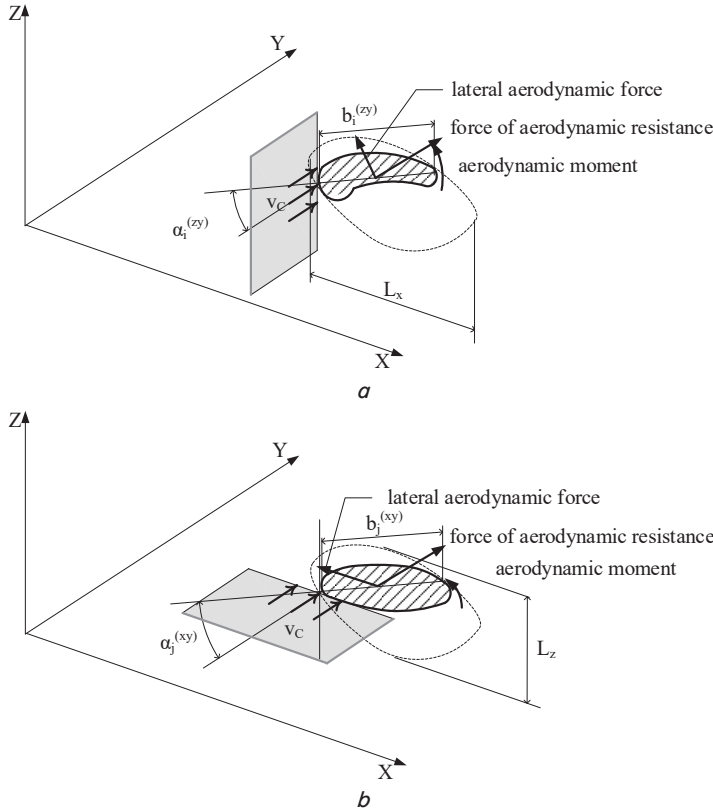 Z
Y
lateral aerodynamic force
b_i^(zy)
force of aerodynamic resistance
aerodynamic moment
v_C
α_i^(zy)
L_x
X
a
Z
Y
lateral aerodynamic force
b_j^(xy)
force of aerodynamic resistance
aerodynamic moment
v_C
α_j^(xy)
L_z
X
b